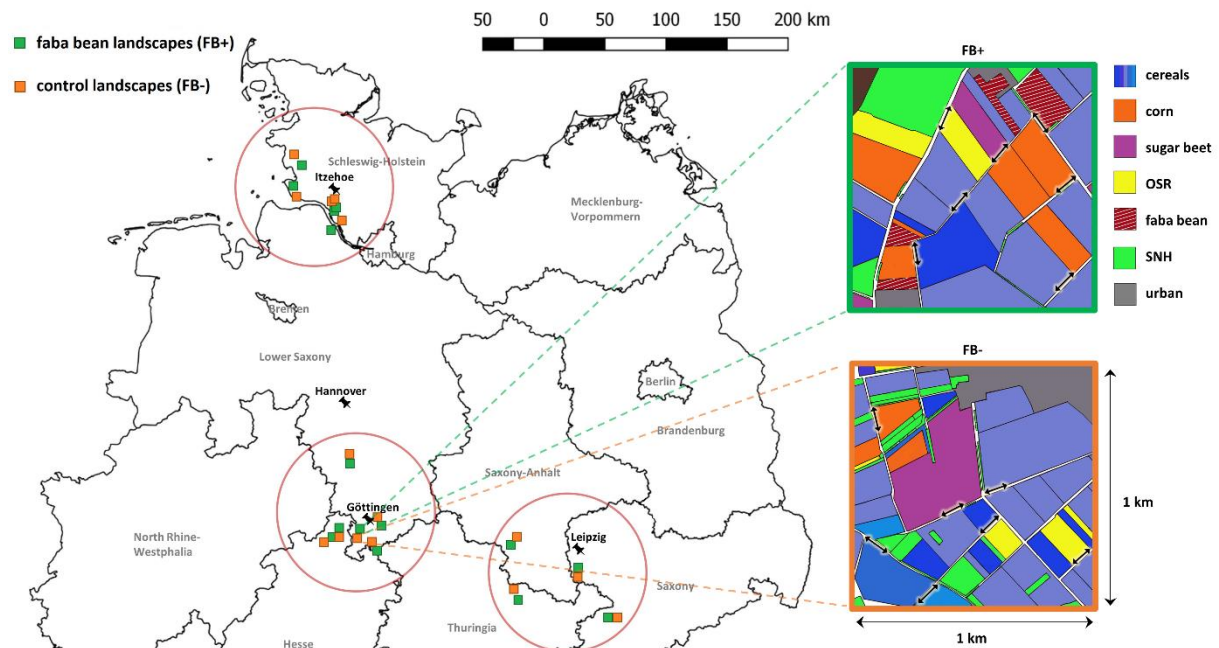 50 0 50 100 150 200 km
faba bean landscapes (FB+)
control landscapes (FB-)
Schleswig-Holstein
Itzehoe
Mecklenburg-
Vorpommern
Hamburg
Bremen
Lower Saxony
Hannover
Berlin
Brandenburg
Saxony-Anhalt
Göttingen
North Rhine-
Westphalia
Leipzig
Saxony
Thuringia
Hesse
FB+
cereals
corn
sugar beet
OSR
faba bean
SNH
urban
FB-
1 km
1 km